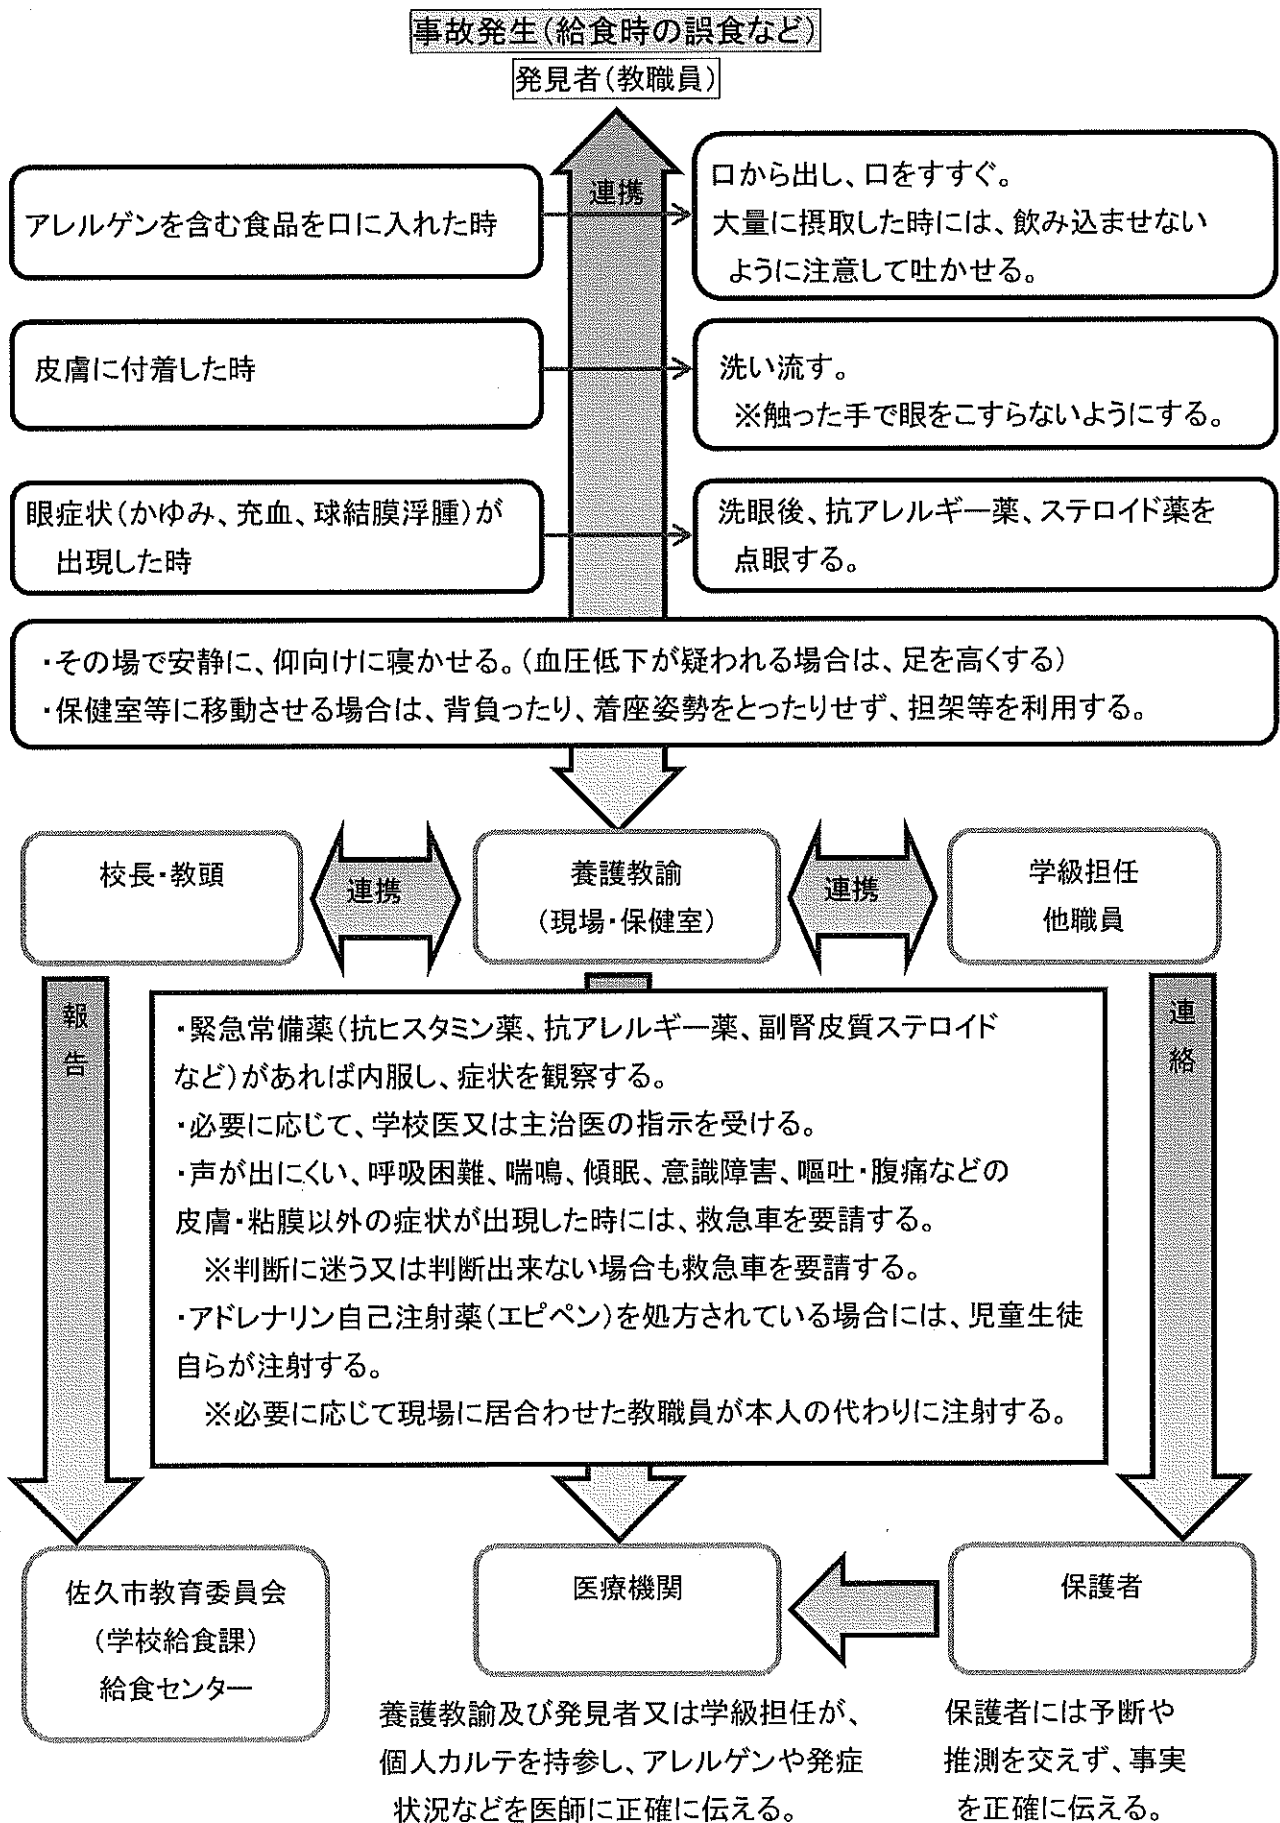 事故発生(給食時の誤食など)
発見者(教職員)
連携
アレルゲンを含む食品を口に入れた時
口から出し、口をすすぐ。
大量に摂取した時には、飲み込ませない
ように注意して吐かせる。
皮膚に付着した時
洗い流す。
※触った手で眼をこすらないようにする。
眼症状(かゆみ、充血、球結膜浮腫)が
出現した時
洗眼後、抗アレルギー薬、ステロイド薬を
点眼する。
・その場で安静に、仰向けに寝かせる。(血圧低下が疑われる場合は、足を高くする)
・保健室等に移動させる場合は、背負ったり、着座姿勢をとったりせず、担架等を利用する。
校長・教頭
連携
養護教諭
(現場・保健室)
連携
学級担任
他職員
報告
・緊急常備薬(抗ヒスタミン薬、抗アレルギー薬、副腎皮質ステロイド
など)があれば内服し、症状を観察する。
・必要に応じて、学校医又は主治医の指示を受ける。
・声が出にくい、呼吸困難、喘鳴、傾眠、意識障害、嘔吐・腹痛などの
皮膚・粘膜以外の症状が出現した時には、救急車を要請する。
※判断に迷う又は判断出来ない場合も救急車を要請する。
・アドレナリン自己注射薬(エピペン)を処方されている場合には、児童生徒
自らが注射する。
※必要に応じて現場に居合わせた教職員が本人の代わりに注射する。
連絡
佐久市教育委員会
(学校給食課)
給食センター
医療機関
保護者
養護教諭及び発見者又は学級担任が、
個人カルテを持参し、アレルゲンや発症
状況などを医師に正確に伝える。
保護者には予断や
推測を交えず、事実
を正確に伝える。